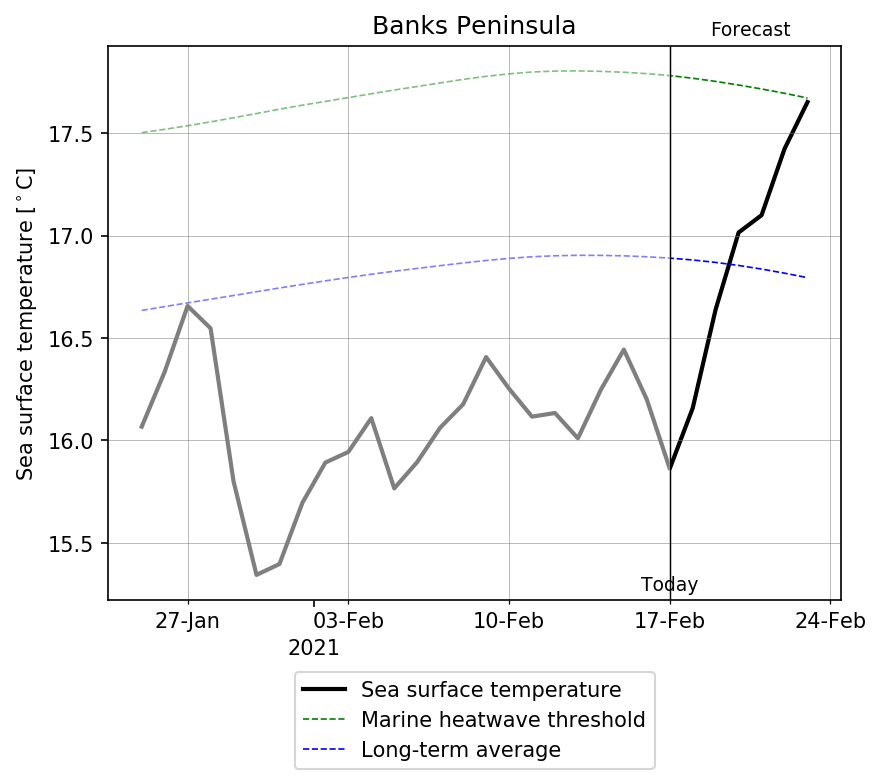 Banks Peninsula
Forecast
Sea surface temperature [°C]
17.5
17.0
16.5
16.0
15.5
Today
27-Jan 03-Feb 10-Feb 17-Feb 24-Feb
2021
Sea surface temperature
Marine heatwave threshold
Long-term average